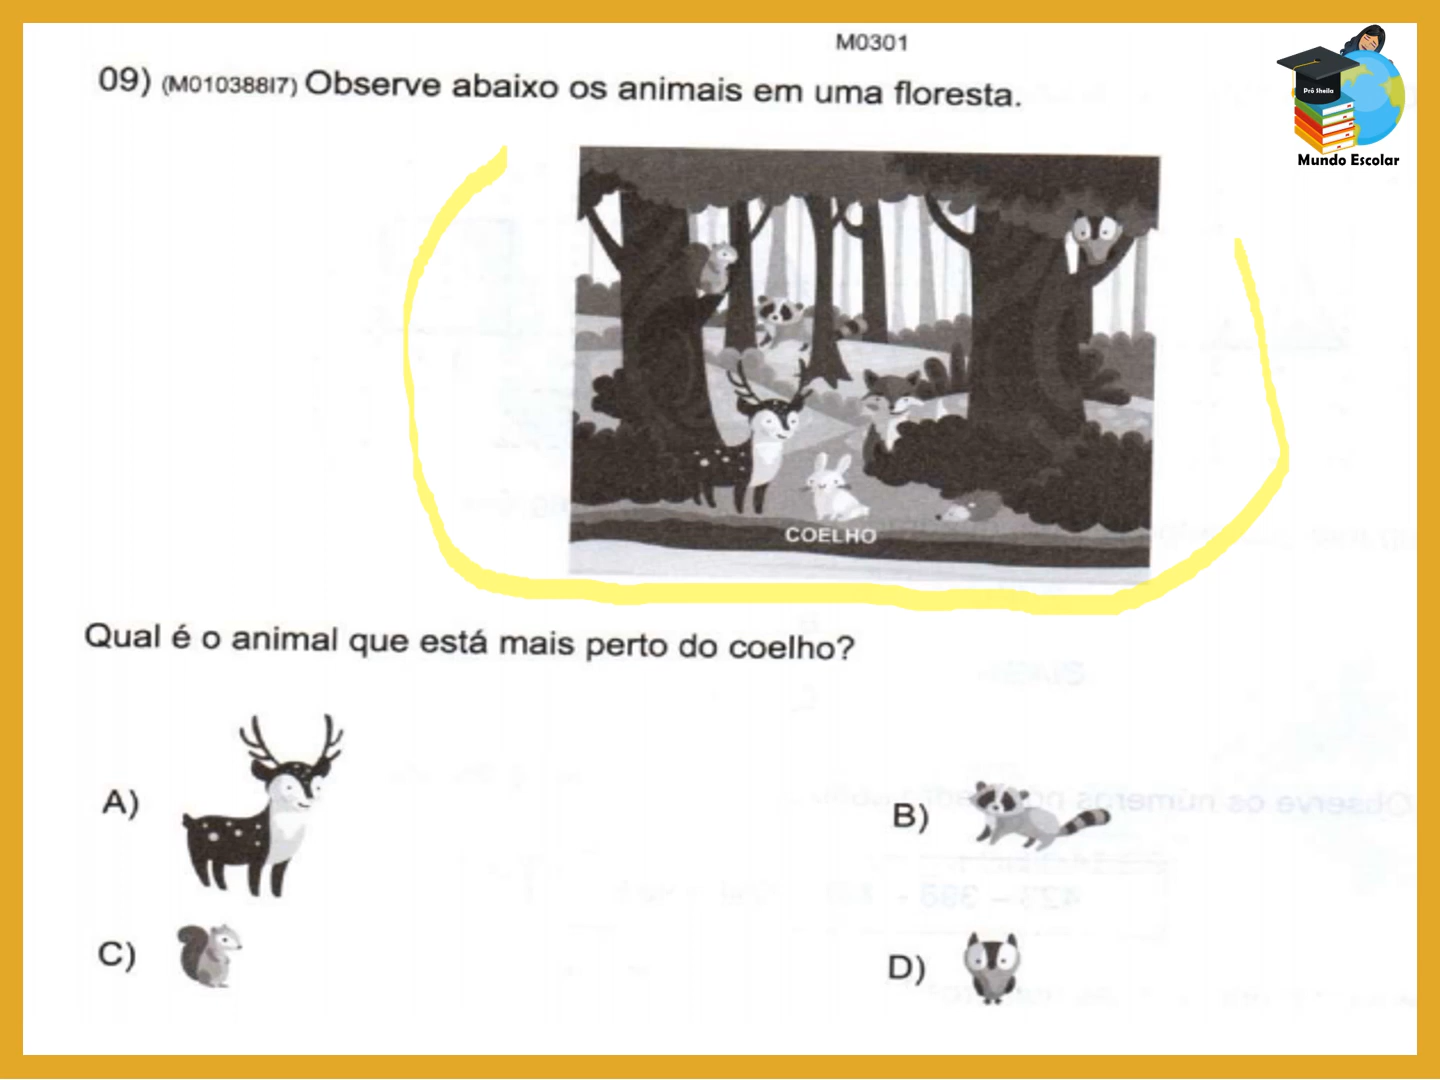 M0301
09) (M010388I7) Observe abaixo os animais em uma floresta.
Pró Sheila
Mundo Escolar
COELHO
Qual é o animal que está mais perto do coelho?
A)
B)
C)
D)